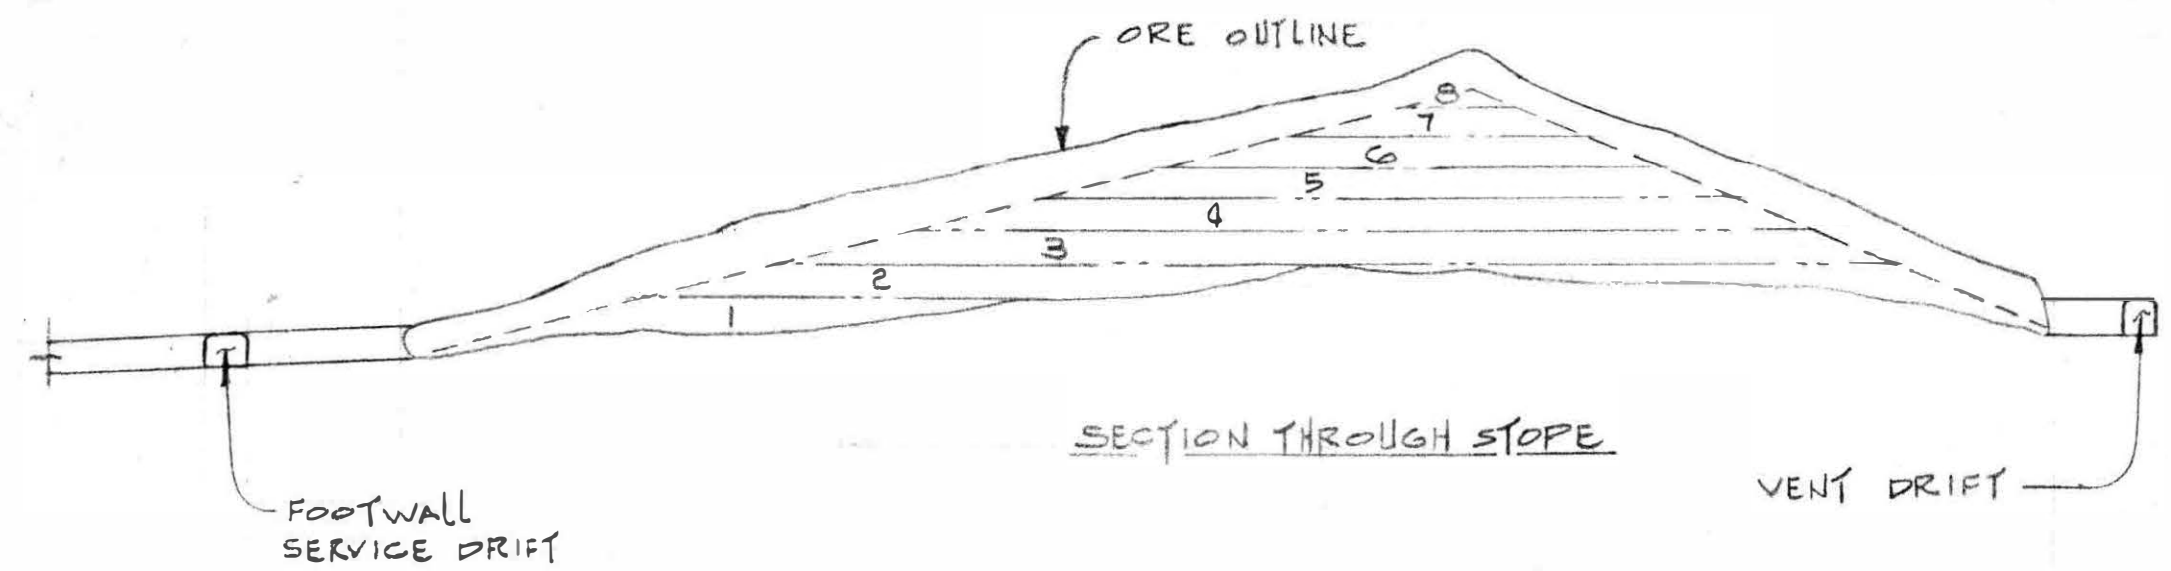 ORE OUTLINE
8
7
6
5
4
3
2
1
SECTION THROUGH STOPE
VENT DRIFT
FOOTWALL
SERVICE DRIFT